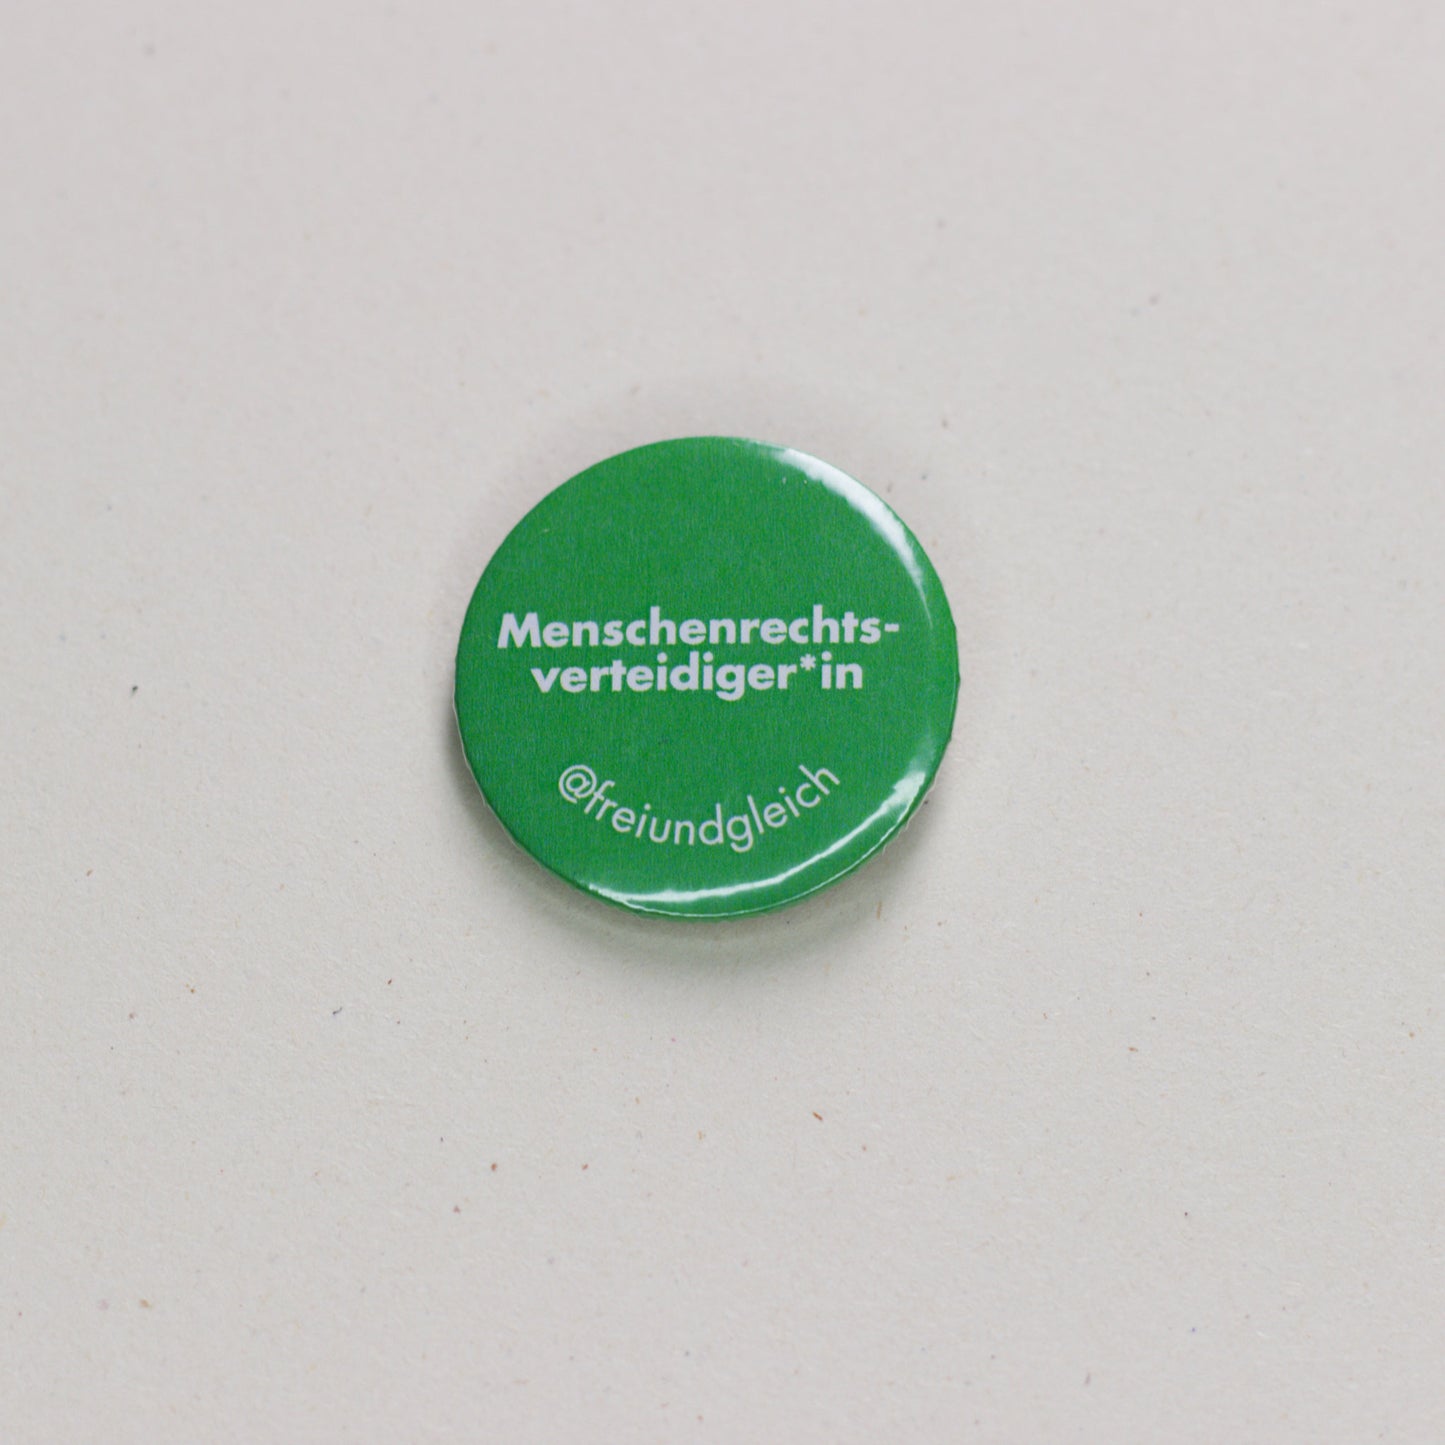 Menschenrechts-
verteidiger*in
@freiundgleich